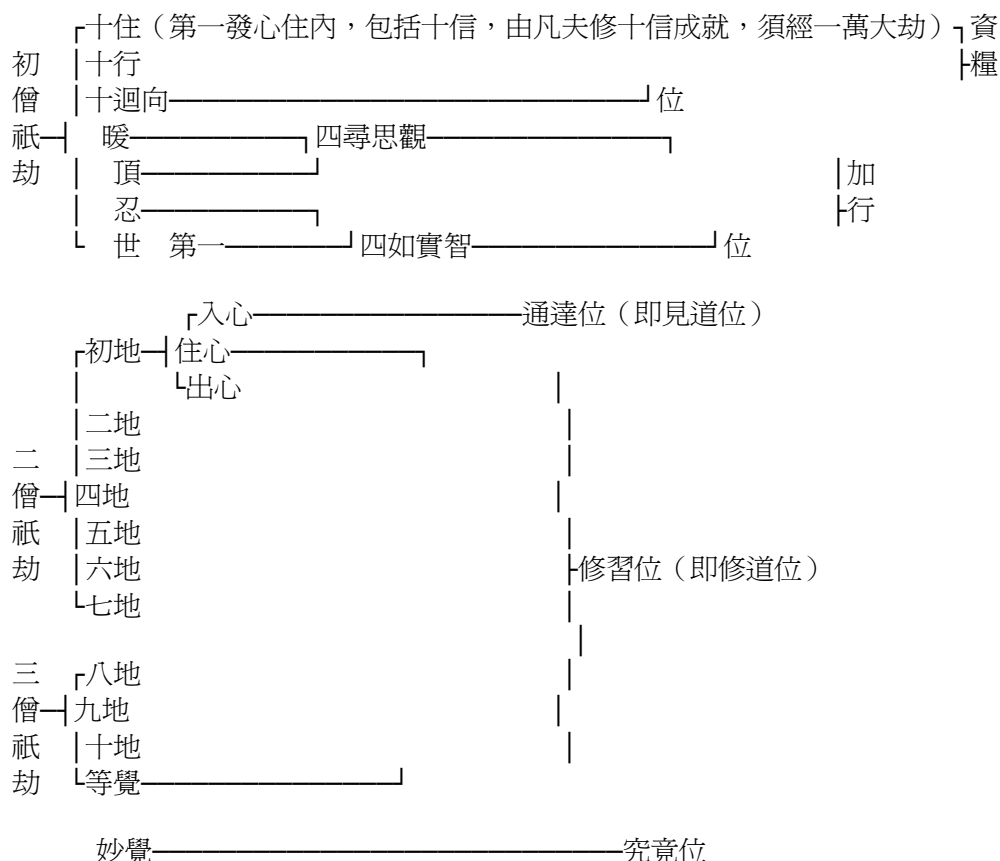 ┌十住（第一發心住內，包括十信，由凡夫修十信成就，須經一萬大劫）┐資
初 │十行 ├糧
僧 │十迴向────────────────┘位
祇─┤ 暖──────┐四尋思觀────────┐
劫 │ 頂──────┘ │加
│ 忍──────┐ ├行
└ 世 第一────┘四如實智────────┘位
┌入心─────────通達位（即見道位）
┌初地─┤住心──────┐
│ └出心 │
│二地 │
二 │三地 │
僧─┤四地 │
祇 │五地 │
劫 │六地 ├修習位（即修道位）
└七地 │
│
三 ┌八地 │
僧─┤九地 │
祇 │十地 │
劫 └等覺─────────┘
妙覺────────────────究竟位